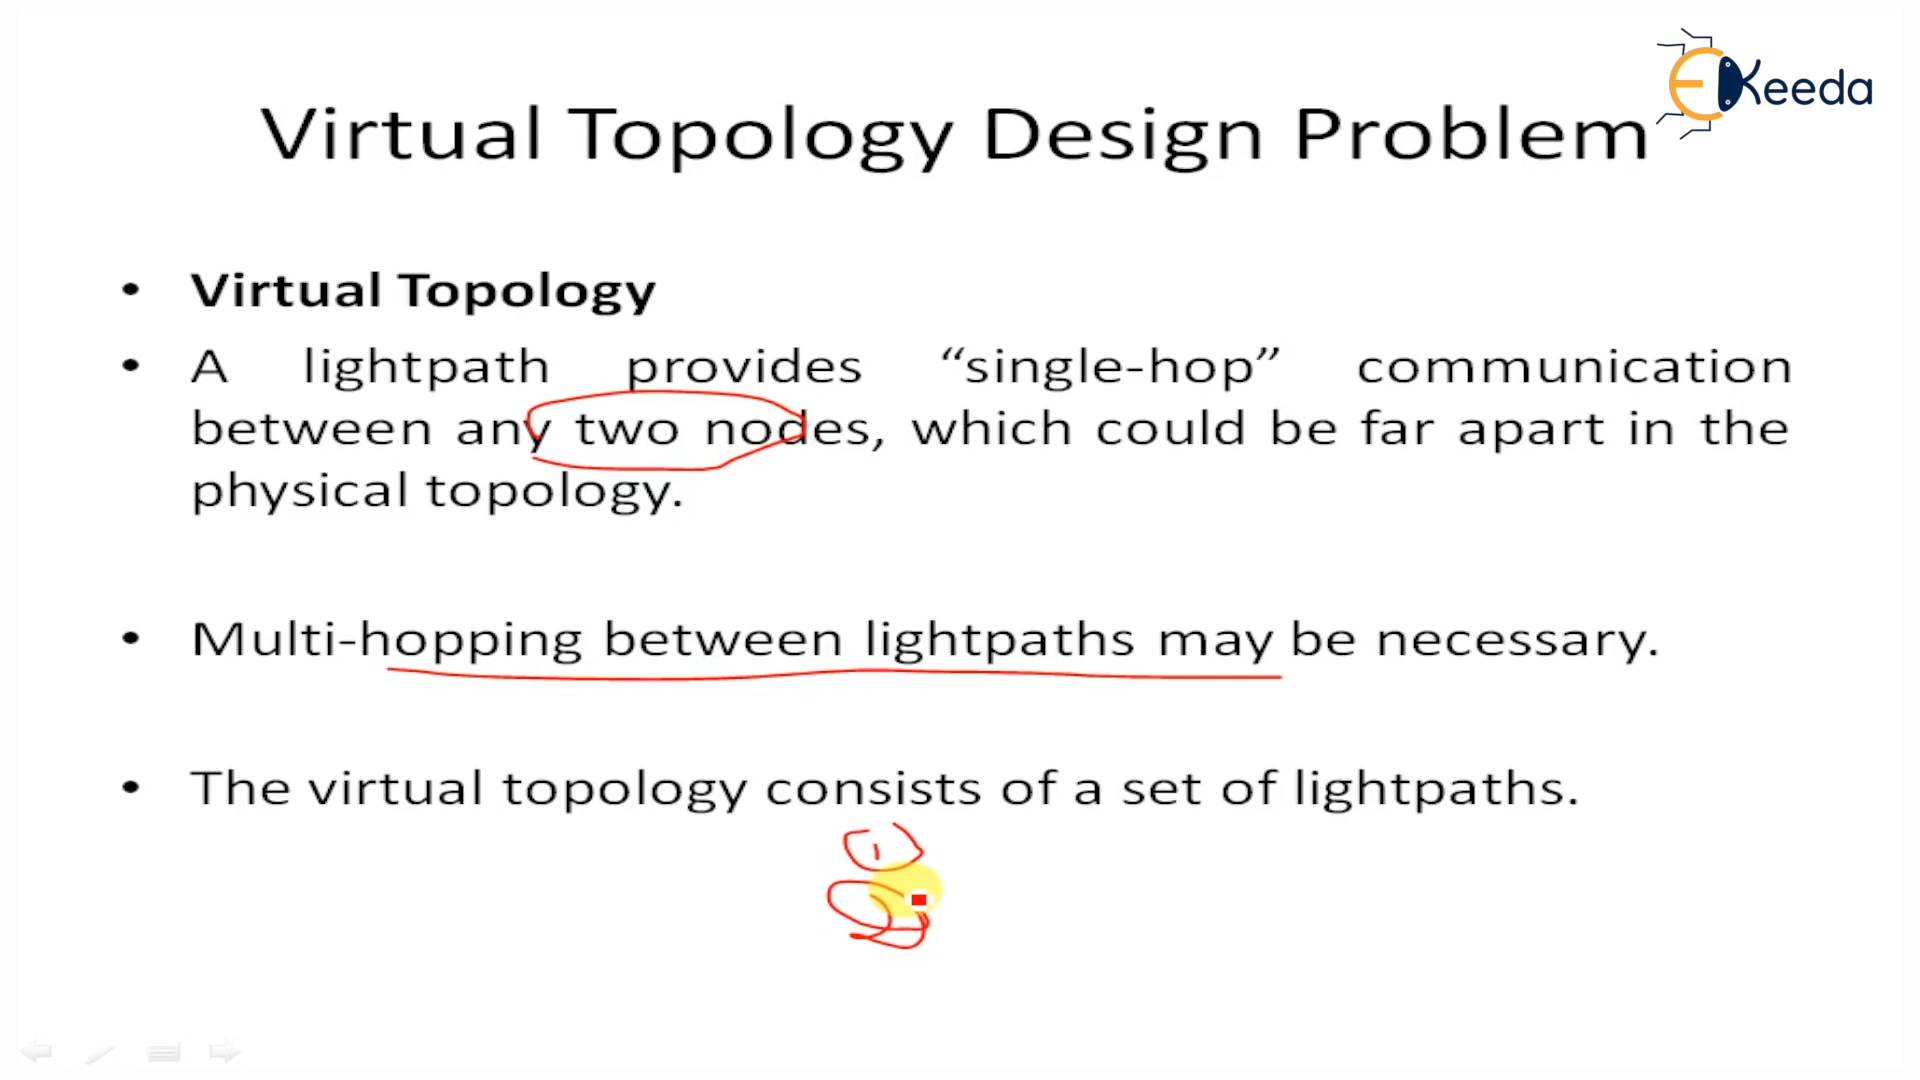 EKeeda
Virtual Topology Design Problem
• Virtual Topology
• A lightpath provides “single-hop” communication
between any two nodes, which could be far apart in the
physical topology.
• Multi-hopping between lightpaths may be necessary.
• The virtual topology consists of a set of lightpaths.
1